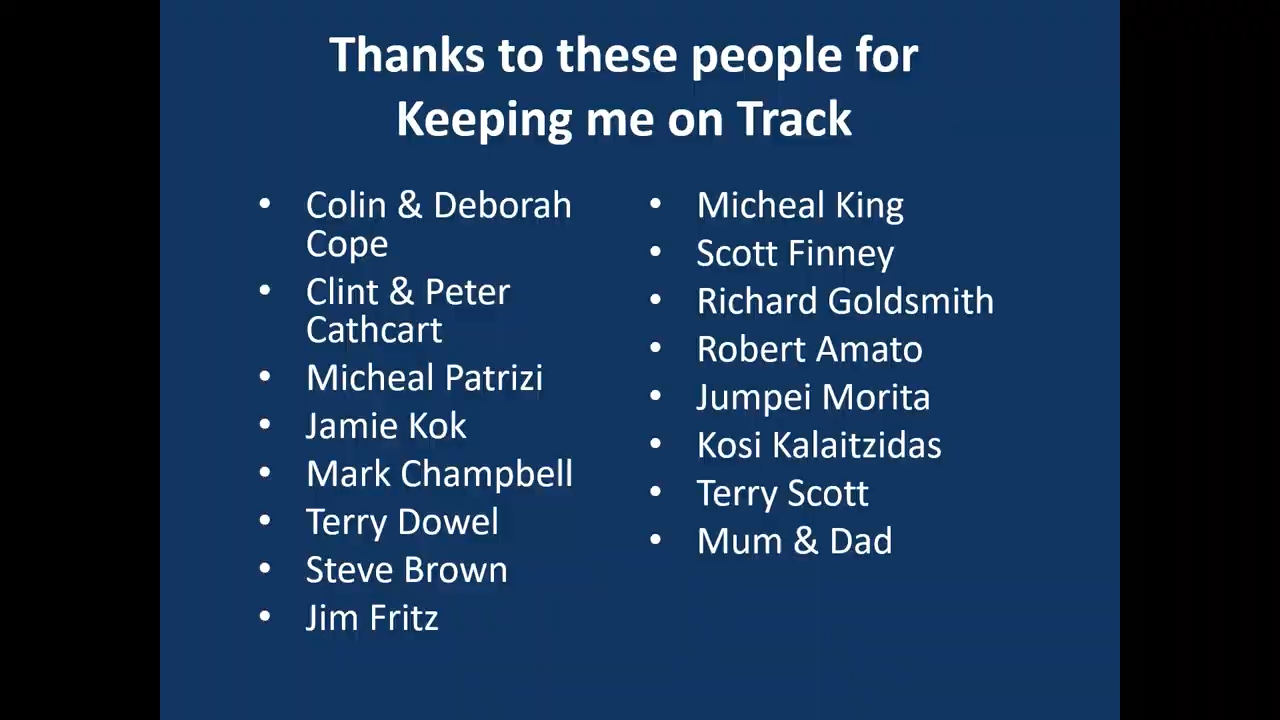 Thanks to these people for
Keeping me on Track
• Colin & Deborah
Cope
• Clint & Peter
Cathcart
• Micheal Patrizi
• Jamie Kok
• Mark Champbell
• Terry Dowel
• Steve Brown
• Jim Fritz
• Micheal King
• Scott Finney
• Richard Goldsmith
• Robert Amato
• Jumpei Morita
• Kosi Kalaitzidas
• Terry Scott
• Mum & Dad